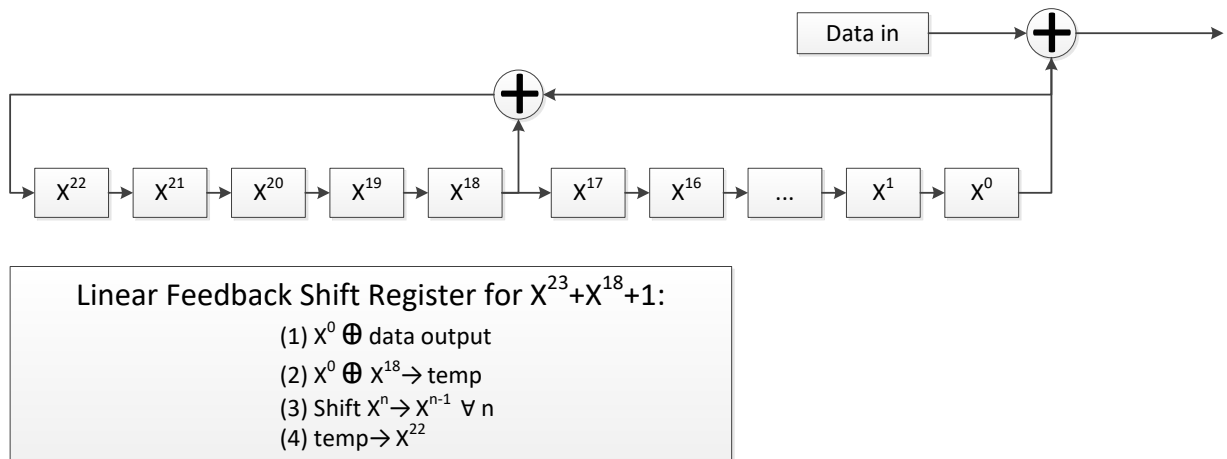 Data in
X²² X²¹ X²⁰ X¹⁹ X¹⁸ X¹⁷ X¹⁶ ... X¹ X⁰
Linear Feedback Shift Register for X²³+X¹⁸+1:
(1) X⁰ ⊕ data output
(2) X⁰ ⊕ X¹⁸→ temp
(3) Shift Xⁿ→ Xⁿ⁻¹ ∀ n
(4) temp→ X²²